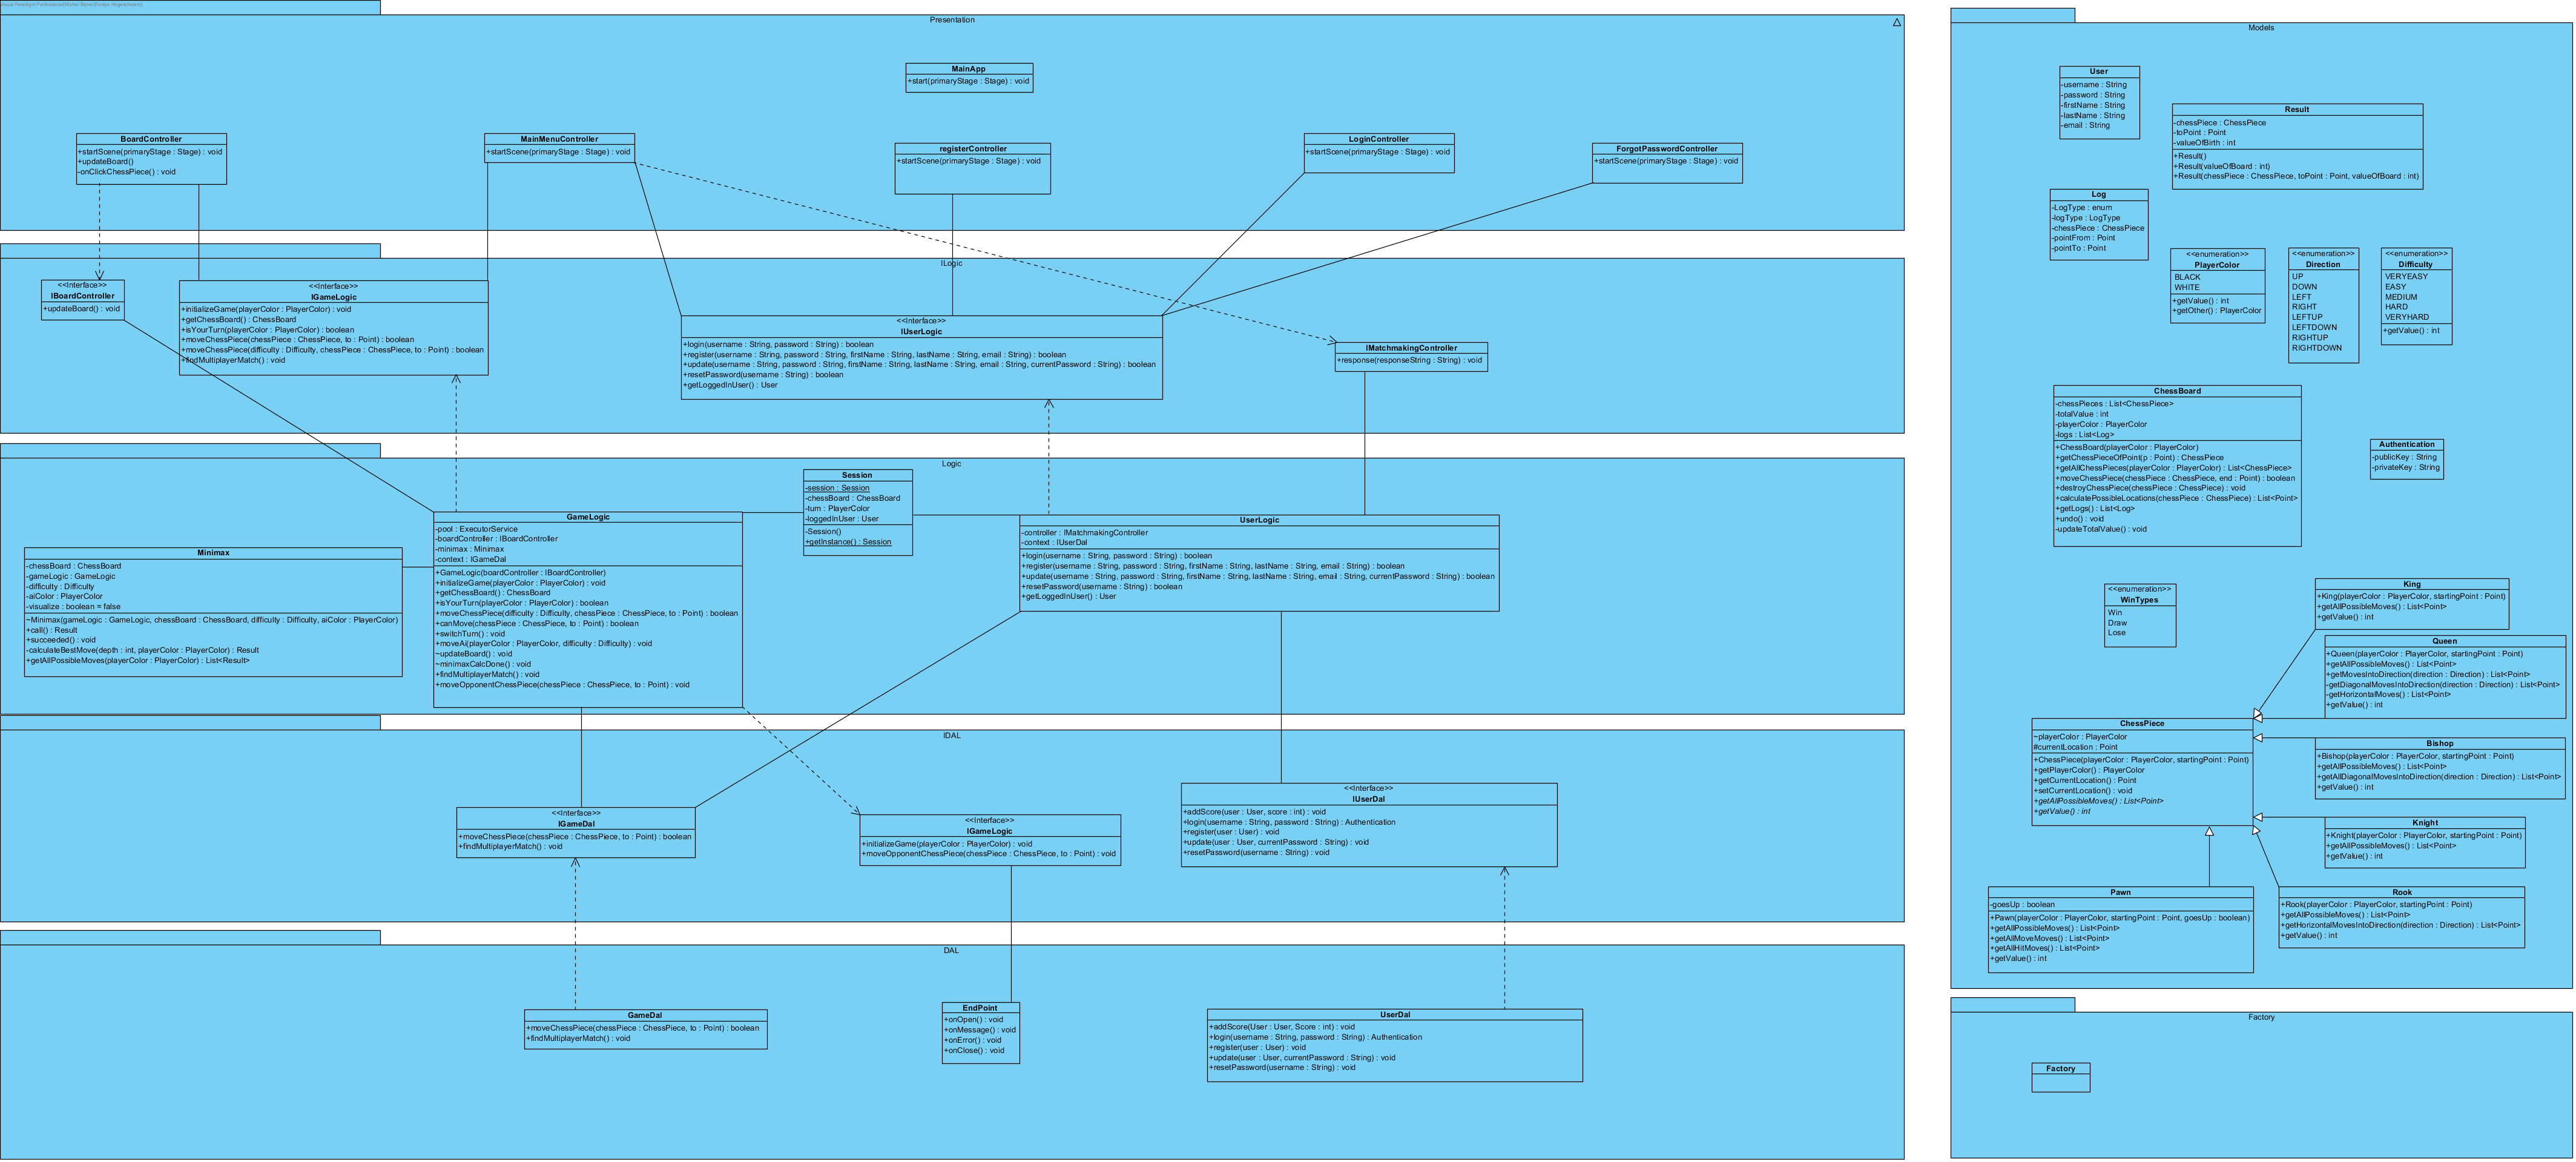 Presentation
MainApp
+start(primaryStage : Stage) : void
BoardController
+startScene(primaryStage : Stage) : void
+updateBoard()
-onClickChessPiece() : void
MainMenuController
+startScene(primaryStage : Stage) : void
registerController
+startScene(primaryStage : Stage) : void
LoginController
+startScene(primaryStage : Stage) : void
ForgotPasswordController
+startScene(primaryStage : Stage) : void
ILogic
<<Interface>>
IBoardController
+updateBoard() : void
<<Interface>>
IGameLogic
+initializeGame(playerColor : PlayerColor) : void
+getChessBoard() : ChessBoard
+isYourTurn(playerColor : PlayerColor) : boolean
+moveChessPiece(chessPiece : ChessPiece, to : Point) : boolean
+moveChessPiece(difficulty : Difficulty, chessPiece : ChessPiece, to : Point) : boolean
+findMultiplayerMatch() : void
<<Interface>>
IUserLogic
+login(username : String, password : String) : boolean
+register(username : String, password : String, firstName : String, lastName : String, email : String) : boolean
+update(username : String, password : String, firstName : String, lastName : String, email : String, currentPassword : String) : boolean
+resetPassword(username : String) : boolean
+getLoggedInUser() : User
IMatchmakingController
+response(responseString : String) : void
Logic
Minimax
-chessBoard : ChessBoard
-gameLogic : GameLogic
-difficulty : Difficulty
-aiColor : PlayerColor
-visualize : boolean = false
~Minimax(gameLogic : GameLogic, chessBoard : ChessBoard, difficulty : Difficulty, aiColor : PlayerColor)
+call() : Result
+succeeded() : void
-calculateBestMove(depth : int, playerColor : PlayerColor) : Result
+getAllPossibleMoves(playerColor : PlayerColor) : List<Result>
GameLogic
-pool : ExecutorService
-boardController : IBoardController
-minimax : Minimax
-context : IGameDal
+GameLogic(boardController : IBoardController)
+initializeGame(playerColor : PlayerColor) : void
+getChessBoard() : ChessBoard
+isYourTurn(playerColor : PlayerColor) : boolean
+moveChessPiece(difficulty : Difficulty, chessPiece : ChessPiece, to : Point) : boolean
+canMove(chessPiece : ChessPiece, to : Point) : boolean
+switchTurn() : void
+moveAi(playerColor : PlayerColor, difficulty : Difficulty) : void
~updateBoard() : void
~minimaxCalcDone() : void
+findMultiplayerMatch() : void
+moveOpponentChessPiece(chessPiece : ChessPiece, to : Point) : void
Session
-session : Session
-chessBoard : ChessBoard
-turn : PlayerColor
-loggedInUser : User
-Session()
+getInstance() : Session
UserLogic
-controller : IMatchmakingController
-context : IUserDal
+login(username : String, password : String) : boolean
+register(username : String, password : String, firstName : String, lastName : String, email : String) : boolean
+update(username : String, password : String, firstName : String, lastName : String, email : String, currentPassword : String) : boolean
+resetPassword(username : String) : boolean
+getLoggedInUser() : User
IDAL
<<Interface>>
IGameDal
+moveChessPiece(chessPiece : ChessPiece, to : Point) : boolean
+findMultiplayerMatch() : void
<<Interface>>
IGameLogic
+initializeGame(playerColor : PlayerColor) : void
+moveOpponentChessPiece(chessPiece : ChessPiece, to : Point) : void
<<Interface>>
IUserDal
+addScore(user : User, score : int) : void
+login(username : String, password : String) : Authentication
+register(user : User) : void
+update(user : User, currentPassword : String) : void
+resetPassword(username : String) : void
DAL
GameDal
+moveChessPiece(chessPiece : ChessPiece, to : Point) : boolean
+findMultiplayerMatch() : void
EndPoint
+onOpen() : void
+onMessage() : void
+onError() : void
+onClose() : void
UserDal
+addScore(User : User, Score : int) : void
+login(username : String, password : String) : Authentication
+register(user : User) : void
+update(user : User, currentPassword : String) : void
+resetPassword(username : String) : void
Models
User
-username : String
-password : String
-firstName : String
-lastName : String
-email : String
Result
-chessPiece : ChessPiece
-toPoint : Point
-valueOfBirth : int
+Result()
+Result(valueOfBoard : int)
+Result(chessPiece : ChessPiece, toPoint : Point, valueOfBoard : int)
Log
-LogType : enum
-logType : LogType
-chessPiece : ChessPiece
-pointFrom : Point
-pointTo : Point
<<enumeration>>
PlayerColor
BLACK
WHITE
+getValue() : int
+getOther() : PlayerColor
<<enumeration>>
Direction
UP
DOWN
LEFT
RIGHT
LEFTUP
LEFTDOWN
RIGHTUP
RIGHTDOWN
<<enumeration>>
Difficulty
VERYEASY
EASY
MEDIUM
HARD
VERYHARD
+getValue() : int
ChessBoard
-chessPieces : List<ChessPiece>
-totalValue : int
-playerColor : PlayerColor
-logs : List<Log>
+ChessBoard(playerColor : PlayerColor)
+getChessPieceOfPoint(p : Point) : ChessPiece
+getAllChessPieces(playerColor : PlayerColor) : List<ChessPiece>
+moveChessPiece(chessPiece : ChessPiece, end : Point) : boolean
+destroyChessPiece(chessPiece : ChessPiece) : void
+calculatePossibleLocations(chessPiece : ChessPiece) : List<Point>
+getLogs() : List<Log>
+undo() : void
-updateTotalValue() : void
Authentication
-publicKey : String
-privateKey : String
<<enumeration>>
WinTypes
Win
Draw
Lose
King
+King(playerColor : PlayerColor, startingPoint : Point)
+getAllPossibleMoves() : List<Point>
+getValue() : int
Queen
+Queen(playerColor : PlayerColor, startingPoint : Point)
+getAllPossibleMoves() : List<Point>
+getMovesIntoDirection(direction : Direction) : List<Point>
-getDiagonalMovesIntoDirection(direction : Direction) : List<Point>
-getHorizontalMoves() : List<Point>
+getValue() : int
ChessPiece
~playerColor : PlayerColor
#currentLocation : Point
+ChessPiece(playerColor : PlayerColor, startingPoint : Point)
+getPlayerColor() : PlayerColor
+getCurrentLocation() : Point
+setCurrentLocation() : void
+getAllPossibleMoves() : List<Point>
+getValue() : int
Bishop
+Bishop(playerColor : PlayerColor, startingPoint : Point)
+getAllPossibleMoves() : List<Point>
+getAllDiagonalMovesIntoDirection(direction : Direction) : List<Point>
+getValue() : int
Knight
+Knight(playerColor : PlayerColor, startingPoint : Point)
+getAllPossibleMoves() : List<Point>
+getValue() : int
Pawn
-goesUp : boolean
+Pawn(playerColor : PlayerColor, startingPoint : Point, goesUp : boolean)
+getAllPossibleMoves() : List<Point>
+getAllMoveMoves() : List<Point>
+getAllHitMoves() : List<Point>
+getValue() : int
Rook
+Rook(playerColor : PlayerColor, startingPoint : Point)
+getAllPossibleMoves() : List<Point>
+getHorizontalMovesIntoDirection(direction : Direction) : List<Point>
+getValue() : int
Factory
Factory